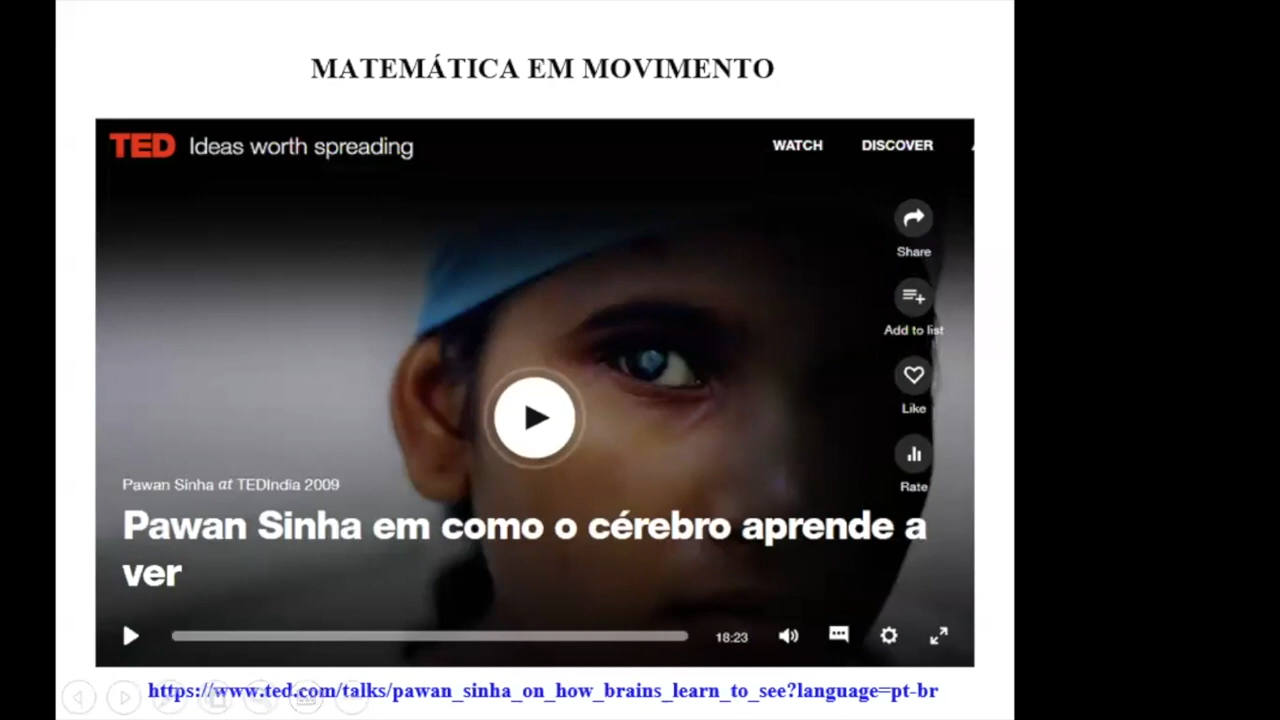 MATEMÁTICA EM MOVIMENTO
TED Ideas worth spreading WATCH DISCOVER
Share
Add to list
Like
Rate
Pawan Sinha at TEDIndia 2009
Pawan Sinha em como o cérebro aprende a
ver
18:23
https://www.ted.com/talks/pawan_sinha_on_how_brains_learn_to_see?language=pt-br